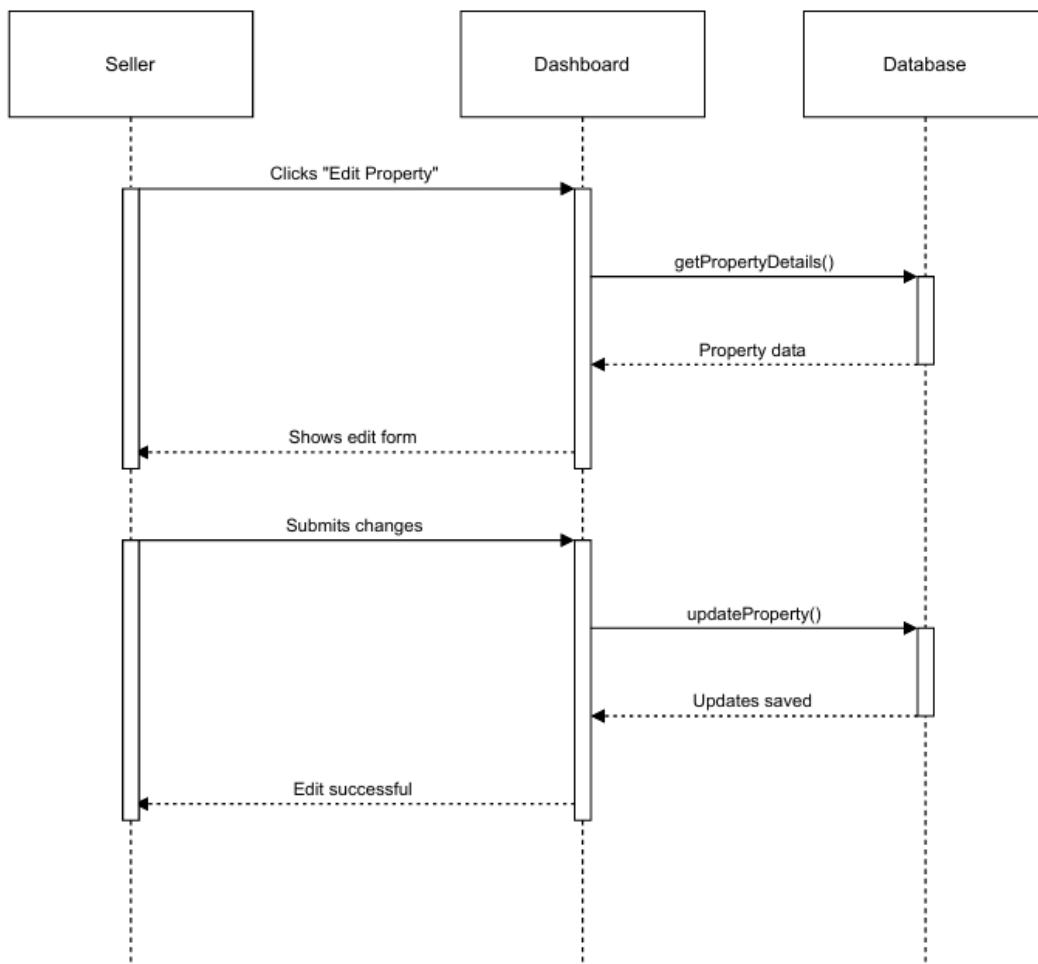 Seller
Dashboard
Database
Clicks "Edit Property"
getPropertyDetails()
Property data
Shows edit form
Submits changes
updateProperty()
Updates saved
Edit successful